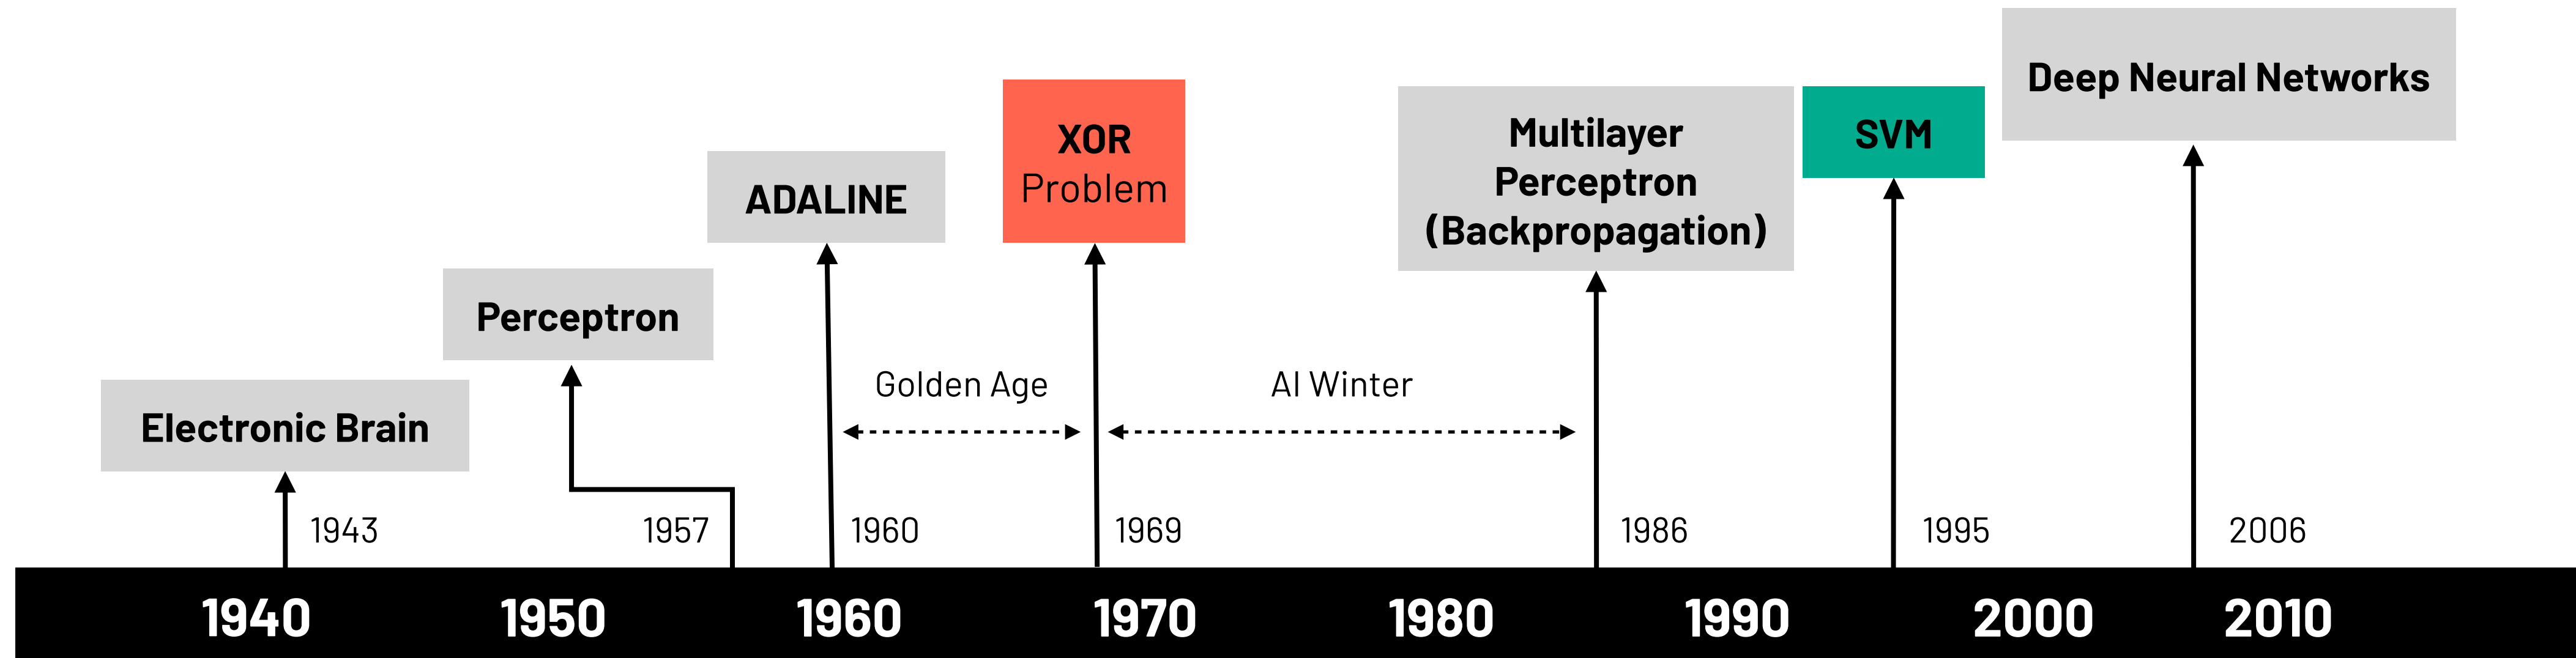 Deep Neural Networks
XOR
Problem
Multilayer
Perceptron
(Backpropagation)
SVM
ADALINE
Perceptron
Electronic Brain
Golden Age
AI Winter
1943
1957
1960
1969
1986
1995
2006
1940
1950
1960
1970
1980
1990
2000
2010